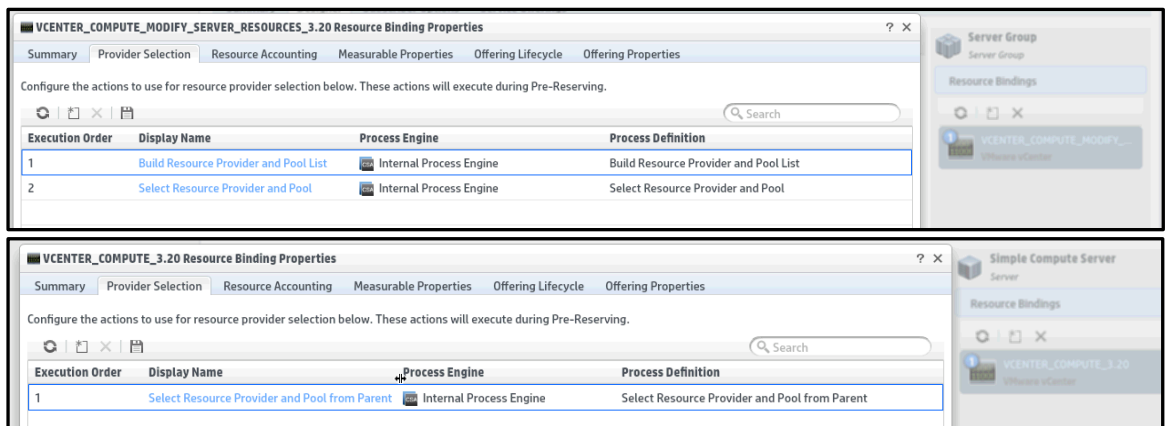 VCENTER_COMPUTE_MODIFY_SERVER_RESOURCES_3.20 Resource Binding Properties ? ×
Summary Provider Selection Resource Accounting Measurable Properties Offering Lifecycle Offering Properties
Configure the actions to use for resource provider selection below. These actions will execute during Pre-Reserving.
Search
Execution Order Display Name Process Engine Process Definition
1 Build Resource Provider and Pool List CSA Internal Process Engine Build Resource Provider and Pool List
2 Select Resource Provider and Pool CSA Internal Process Engine Select Resource Provider and Pool
Server Group
Server Group
Resource Bindings
1 VCENTER_COMPUTE_MODIFY_...
VMware vCenter
VCENTER_COMPUTE_3.20 Resource Binding Properties ? ×
Summary Provider Selection Resource Accounting Measurable Properties Offering Lifecycle Offering Properties
Configure the actions to use for resource provider selection below. These actions will execute during Pre-Reserving.
Search
Execution Order Display Name Process Engine Process Definition
1 Select Resource Provider and Pool from Parent CSA Internal Process Engine Select Resource Provider and Pool from Parent
Simple Compute Server
Server
Resource Bindings
1 VCENTER_COMPUTE_3.20
VMware vCenter